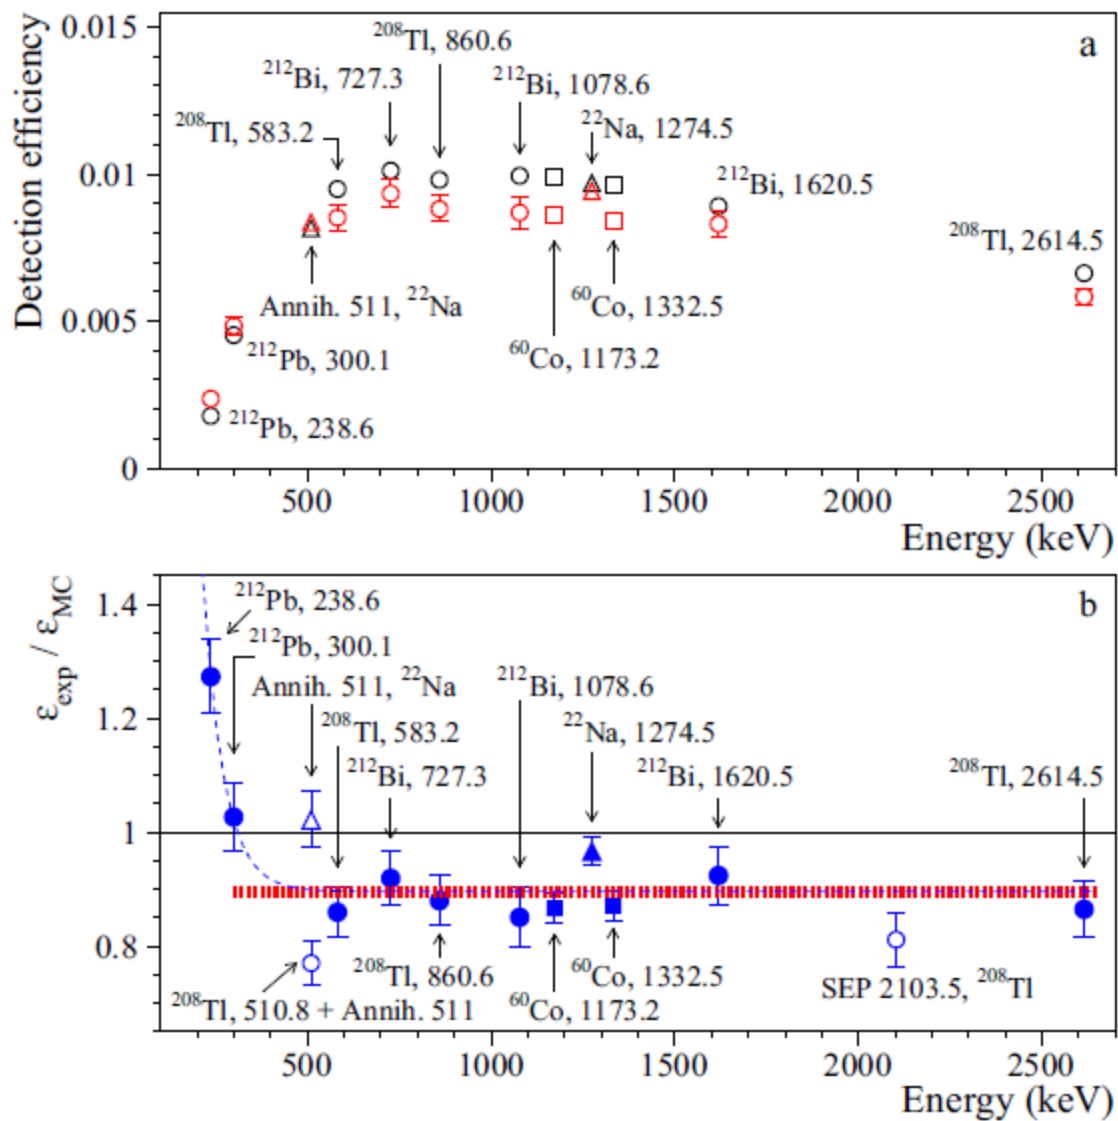 a
Detection efficiency
0.015
0.01
0.005
0
²⁰⁸Tl, 860.6
²¹²Bi, 727.3
²¹²Bi, 1078.6
²⁰⁸Tl, 583.2
²²Na, 1274.5
²¹²Bi, 1620.5
²⁰⁸Tl, 2614.5
Annih. 511, ²²Na
⁶⁰Co, 1332.5
²¹²Pb, 300.1
⁶⁰Co, 1173.2
²¹²Pb, 238.6
500 1000 1500 2000 2500
Energy (keV)
b
εexp / εMC
1.4
1.2
1
0.8
²¹²Pb, 238.6
²¹²Pb, 300.1
Annih. 511, ²²Na
²¹²Bi, 1078.6
²⁰⁸Tl, 583.2
²²Na, 1274.5
²¹²Bi, 727.3
²¹²Bi, 1620.5
²⁰⁸Tl, 2614.5
²⁰⁸Tl, 860.6
⁶⁰Co, 1332.5
SEP 2103.5, ²⁰⁸Tl
²⁰⁸Tl, 510.8 + Annih. 511
⁶⁰Co, 1173.2
500 1000 1500 2000 2500
Energy (keV)